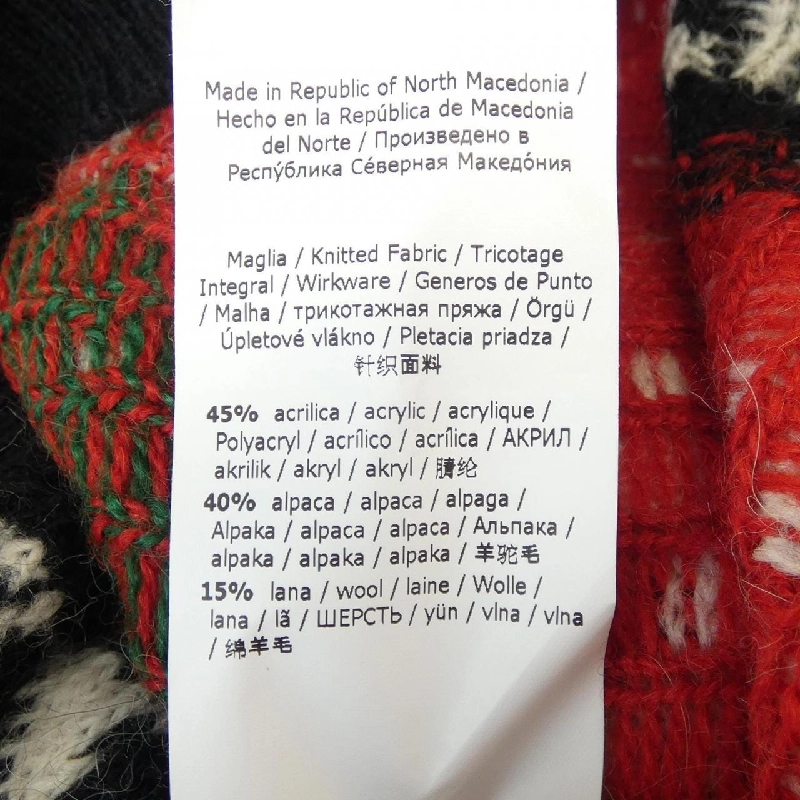 Made in Republic of North Macedonia /
Hecho en la República de Macedonia
del Norte / Произведено в
Респу́блика Се́верная Македо́ния
Maglia / Knitted Fabric / Tricotage
Integral / Wirkware / Generos de Punto
/ Malha / трикотажная пряжа / Örgü /
Úpletové vlákno / Pletacia priadza /
针织面料
45% acrilica / acrylic / acrylique /
Polyacryl / acrílico / acrílica / АКРИЛ /
akrilik / akryl / akryl / 腈纶
40% alpaca / alpaca / alpaga /
Alpaka / alpaca / alpaca / Альпака /
alpaka / alpaka / alpaka / 羊驼毛
15% lana / wool / laine / Wolle /
lana / lã / ШЕРСТЬ / yün / vlna / vlna
/ 绵羊毛